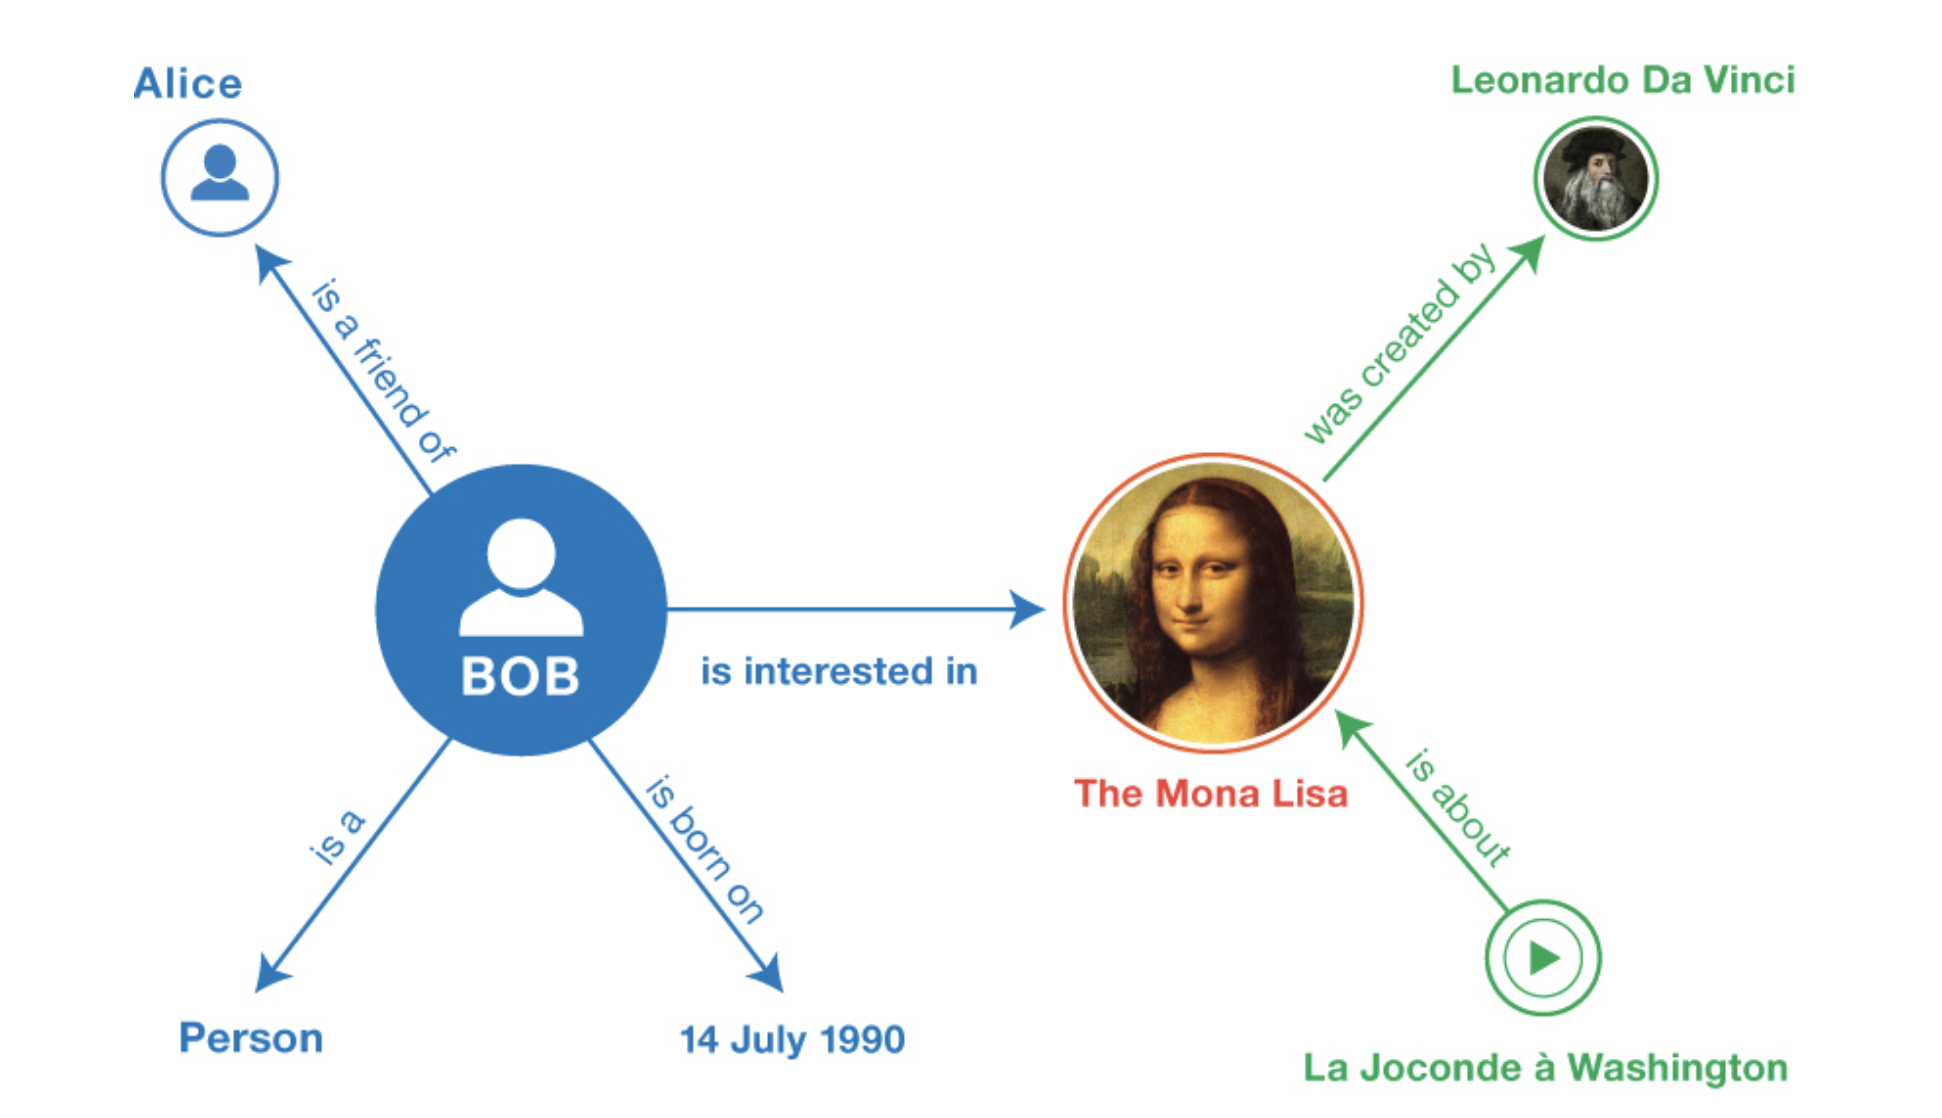 Alice
Leonardo Da Vinci
is a friend of
was created by
BOB
is interested in
The Mona Lisa
is a
is born on
is about
Person
14 July 1990
La Joconde à Washington